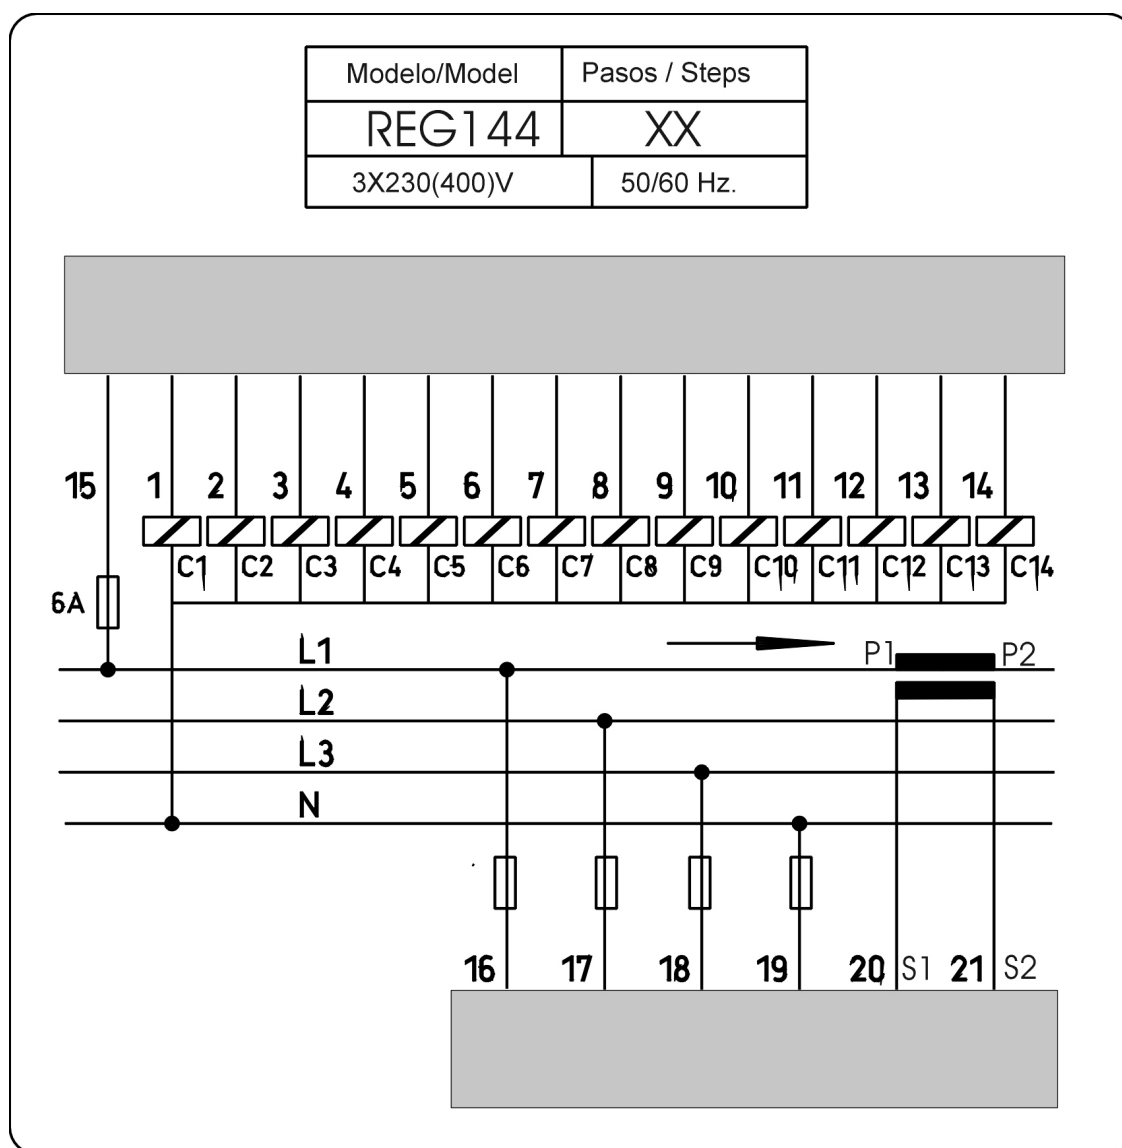 Modelo/Model Pasos / Steps
REG144 XX
3X230(400)V 50/60 Hz.
15 1 2 3 4 5 6 7 8 9 10 11 12 13 14
C1 C2 C3 C4 C5 C6 C7 C8 C9 C10 C11 C12 C13 C14
6A
L1 P1 P2
L2
L3
N
16 17 18 19 20 S1 21 S2